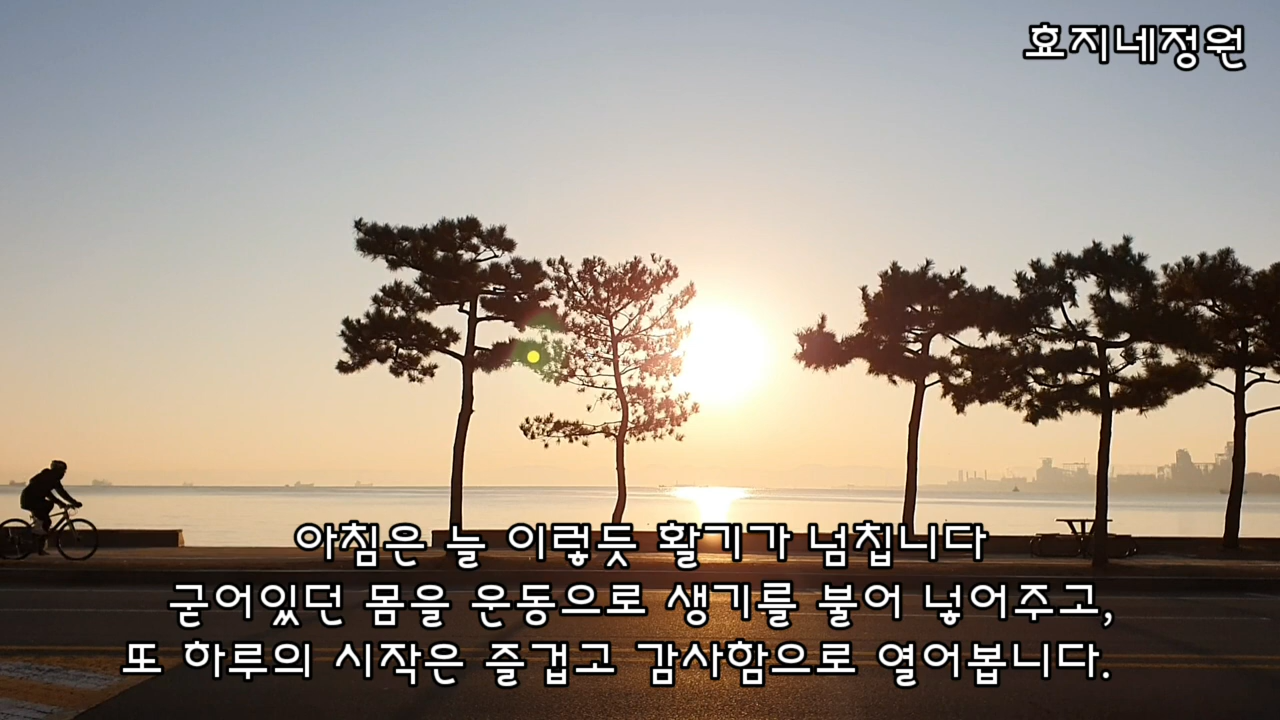 효지네정원
아침은 늘 이렇듯 활기가 넘칩니다
굳어있던 몸을 운동으로 생기를 불어 넣어주고,
또 하루의 시작은 즐겁고 감사함으로 열어봅니다.